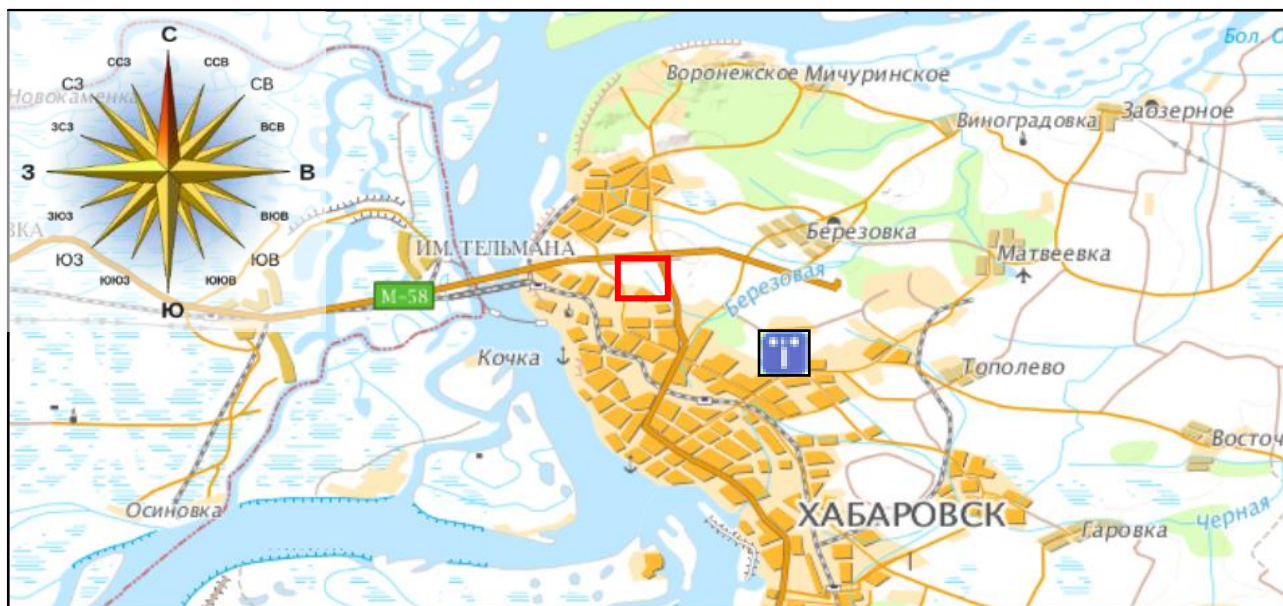 С
ССЗ
ССВ
СЗ
СВ
ЗСЗ
ВСВ
З
В
ЗЮЗ
ВЮВ
ЮЗ
ЮВ
ЮЮЗ
ЮЮВ
Ю
Новокаменка
ВКА
ИМ. ТЕЛЬМАНА
М-58
Кочка
Осиновка
Воронежское
Мичуринское
Бол. С
Виноградовка
Заозерное
Березовка
Матвеевка
Березовая
Тополево
Восточ
ХАБАРОВСК
Гаровка
Черная